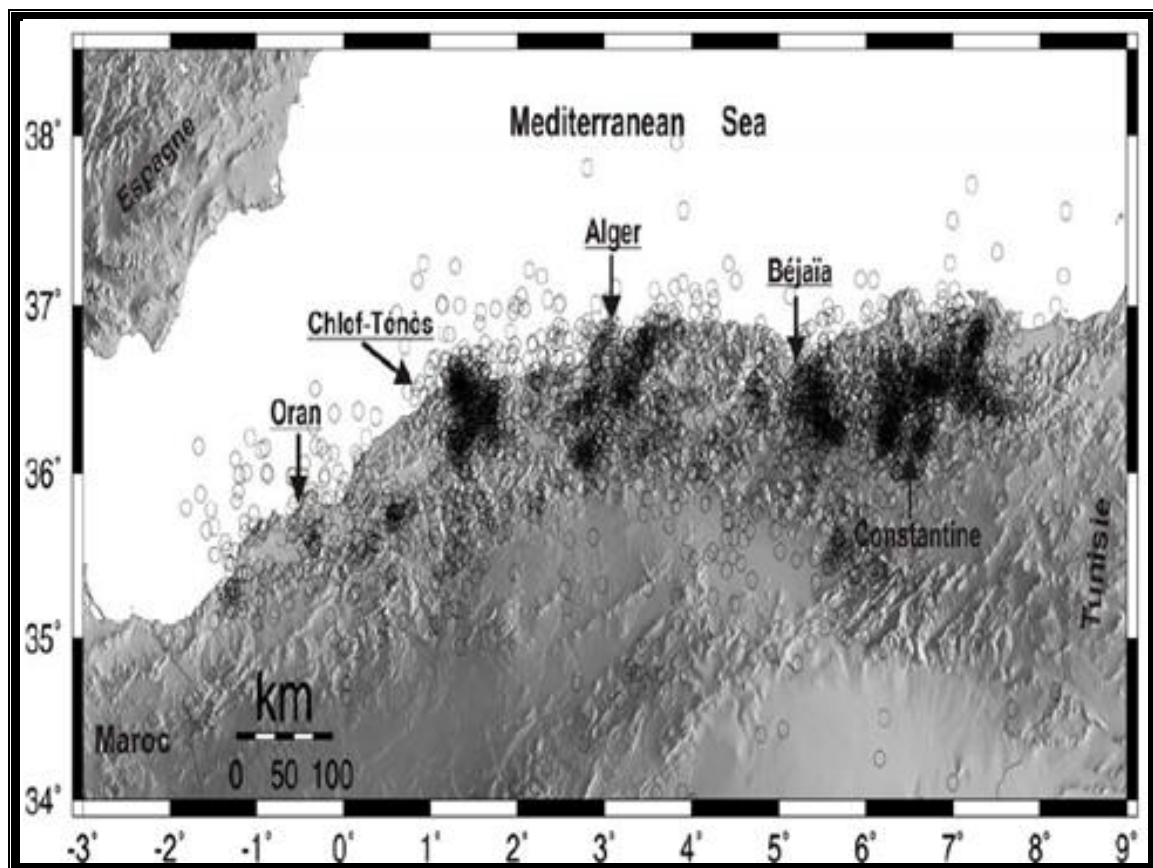 Mediterranean Sea
Espagne
Alger
Béjaïa
Chlef-Ténès
Oran
Constantine
Tunisie
Maroc
km
0 50 100
38°
37°
36°
35°
34°
-3° -2° -1° 0° 1° 2° 3° 4° 5° 6° 7° 8° 9°